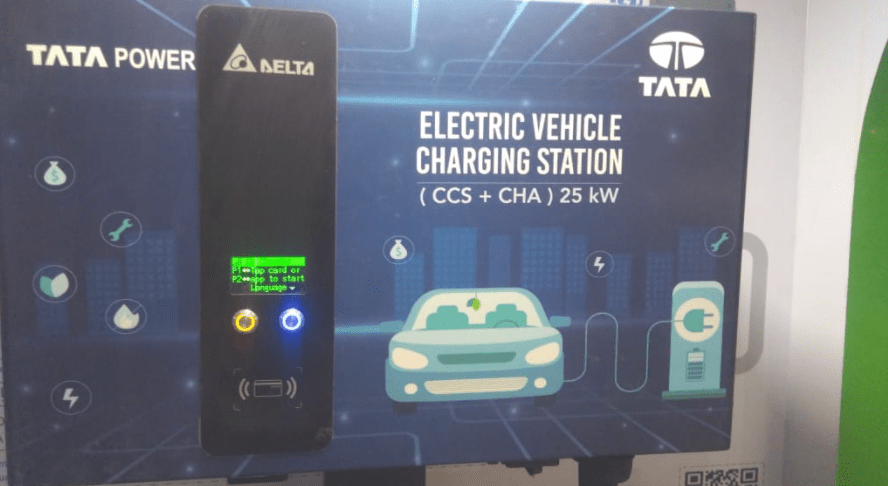 TATA POWER
DELTA
TATA
ELECTRIC VEHICLE
CHARGING STATION
( CCS + CHA ) 25 kW
P1 Tap card or
P2 app to start
Language